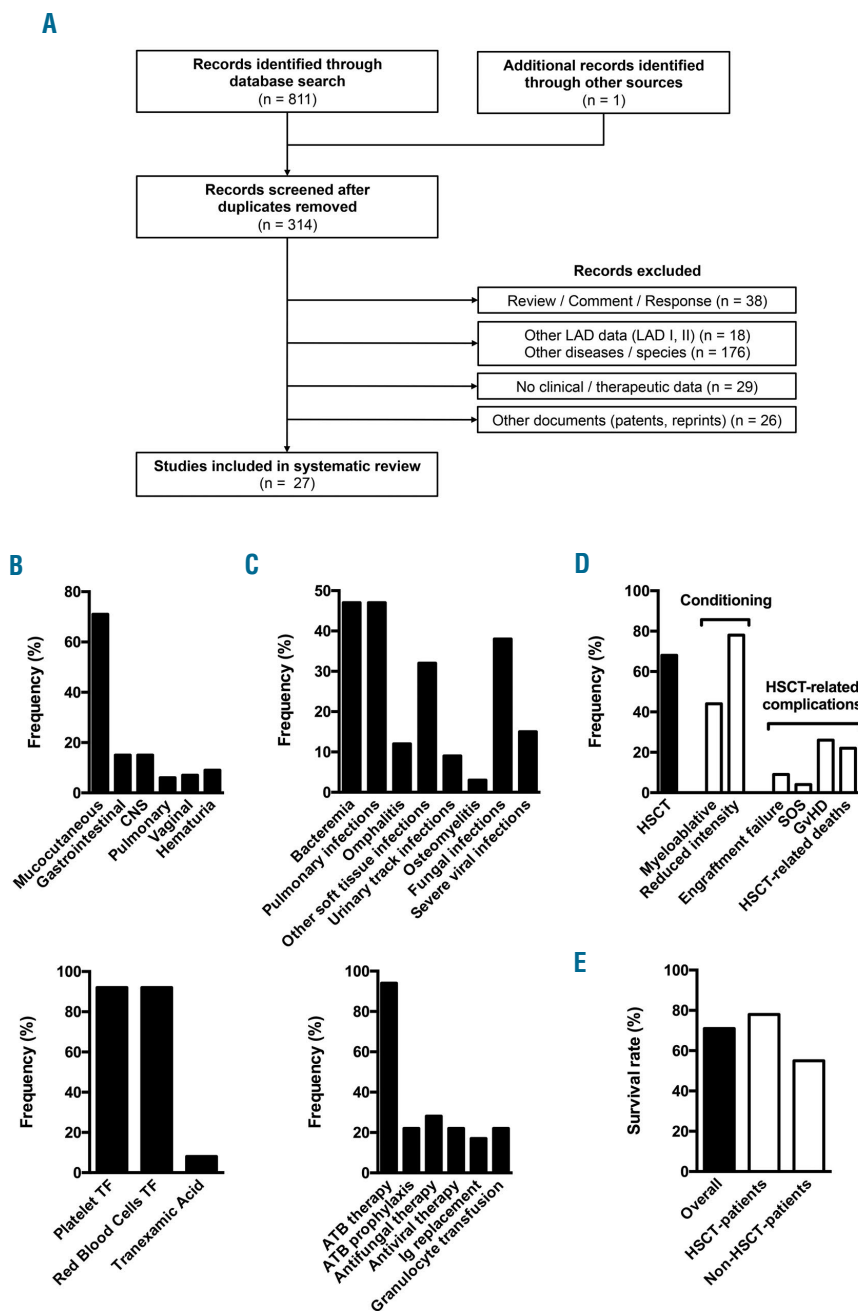 A
Records identified through
database search
(n = 811)
Additional records identified
through other sources
(n = 1)
Records screened after
duplicates removed
(n = 314)
Records excluded
Review / Comment / Response (n = 38)
Other LAD data (LAD I, II) (n = 18)
Other diseases / species (n = 176)
No clinical / therapeutic data (n = 29)
Other documents (patents, reprints) (n = 26)
Studies included in systematic review
(n = 27)
B
Frequency (%)
80
60
40
20
0
Mucocutaneous
Gastrointestinal
CNS
Pulmonary
Vaginal
Hematuria
C
Frequency (%)
50
40
30
20
10
0
Bacteremia
Pulmonary infections
Omphalitis
Other soft tissue infections
Urinary track infections
Osteomyelitis
Fungal infections
Severe viral infections
D
Frequency (%)
100
80
60
40
20
0
Conditioning
HSCT-related
complications
HSCT
Myeloablative
Reduced intensity
Engraftment failure
SOS
GvHD
HSCT-related deaths
Frequency (%)
100
80
60
40
20
0
Platelet TF
Red Blood Cells TF
Tranexamic Acid
Frequency (%)
100
80
60
40
20
0
ATB therapy
ATB prophylaxis
Antifungal therapy
Antiviral therapy
Ig replacement
Granulocyte transfusion
E
Survival rate (%)
100
80
60
40
20
0
Overall
HSCT-patients
Non-HSCT-patients